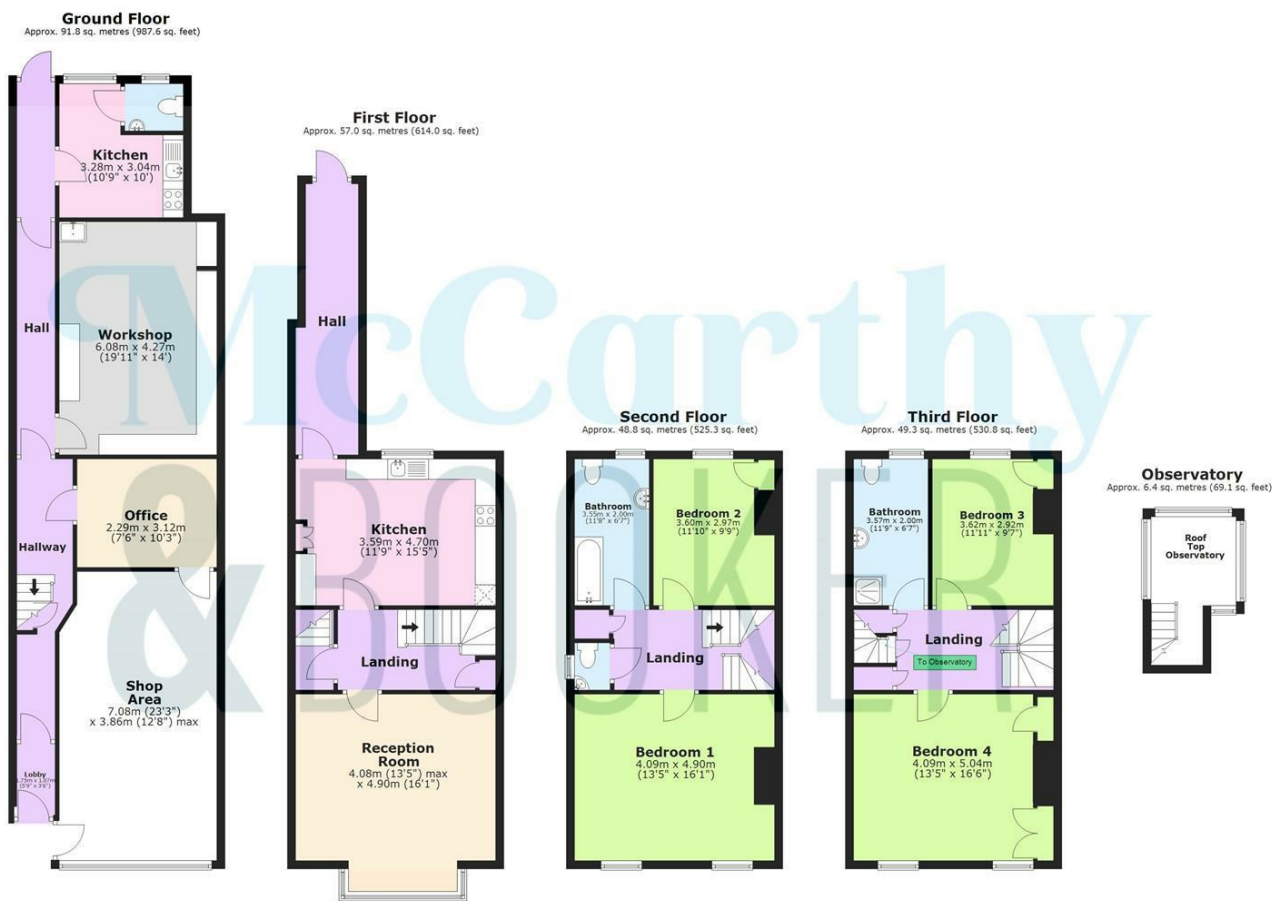 Ground Floor
Approx. 91.8 sq. metres (987.6 sq. feet)
Kitchen
3.28m x 3.04m
(10'9" x 10')
Hall
Workshop
6.08m x 4.27m
(19'11" x 14')
Office
2.29m x 3.12m
(7'6" x 10'3")
Hallway
Shop
Area
7.08m (23'3")
x 3.86m (12'8") max
Lobby
First Floor
Approx. 57.0 sq. metres (614.0 sq. feet)
Hall
Kitchen
3.59m x 4.70m
(11'9" x 15'5")
Landing
Reception
Room
4.08m (13'5") max
x 4.90m (16'1")
Second Floor
Approx. 48.8 sq. metres (525.3 sq. feet)
Bathroom
3.55m x 2.00m
(11'8" x 6'7")
Bedroom 2
3.60m x 2.97m
(11'10" x 9'9")
Landing
Bedroom 1
4.09m x 4.90m
(13'5" x 16'1")
Third Floor
Approx. 49.3 sq. metres (530.8 sq. feet)
Bathroom
3.57m x 2.00m
(11'9" x 6'7")
Bedroom 3
3.62m x 2.92m
(11'11" x 9'7")
Landing
To Observatory
Bedroom 4
4.09m x 5.04m
(13'5" x 16'6")
Observatory
Approx. 6.4 sq. metres (69.1 sq. feet)
Roof
Top
Observatory
McCarthy
& BOOKER